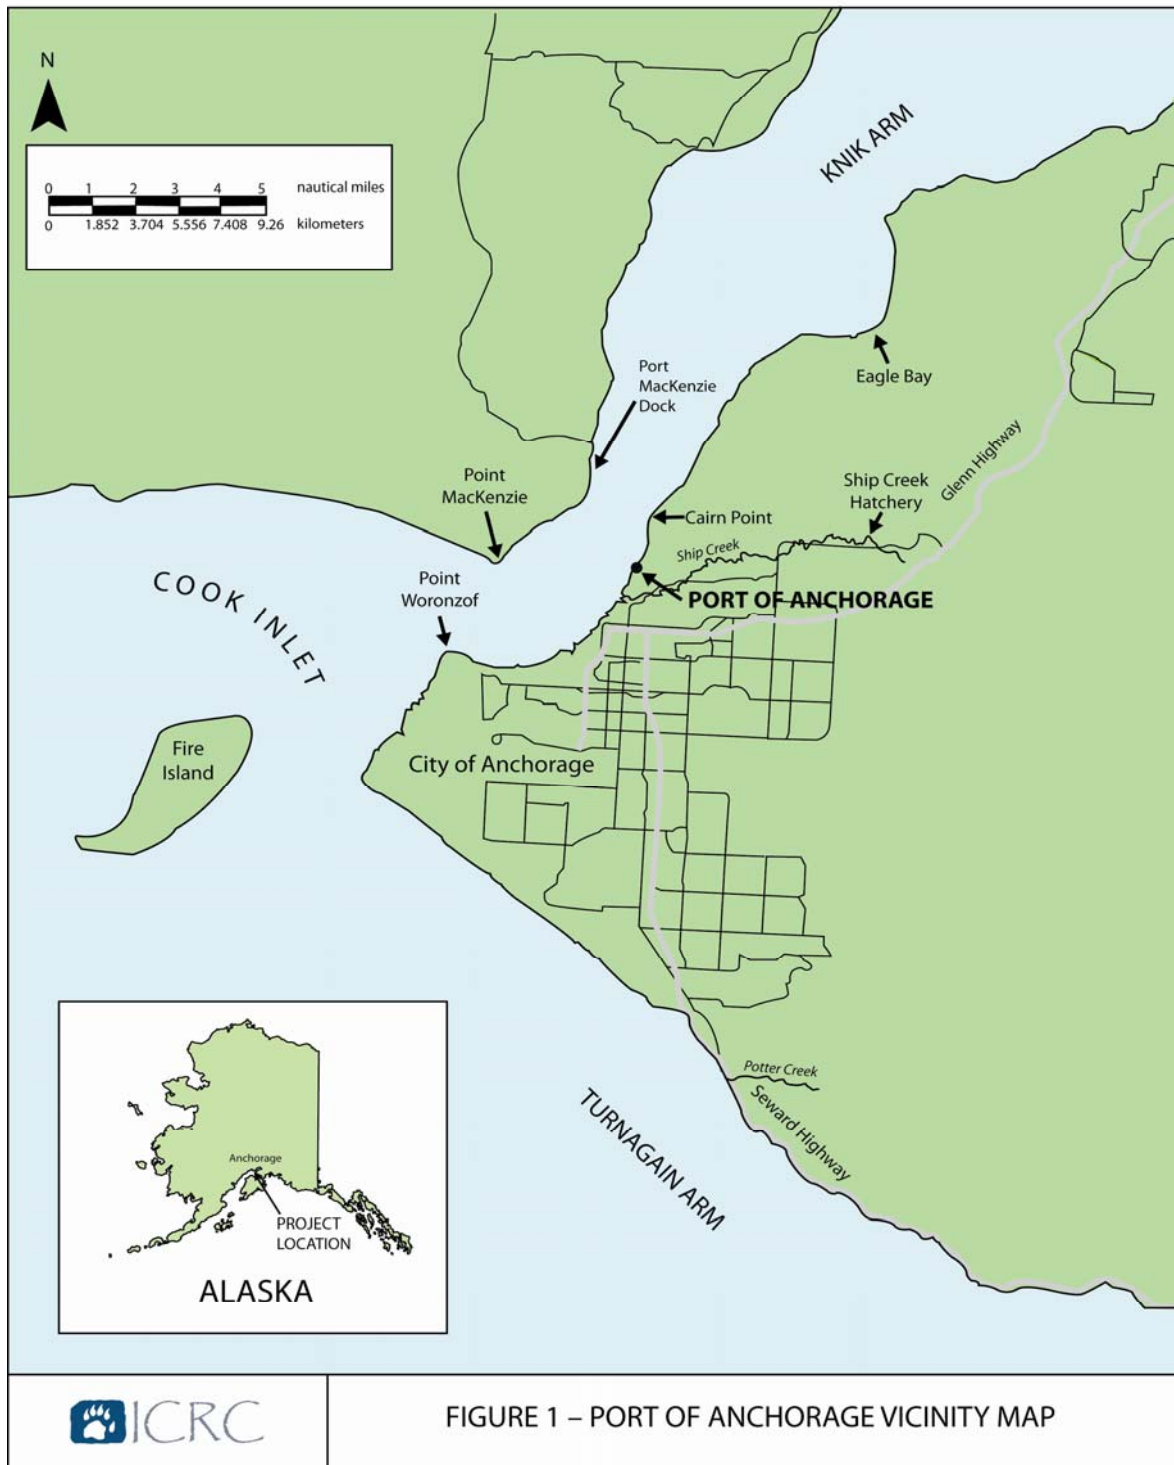 N
0 1 2 3 4 5 nautical miles
0 1.852 3.704 5.556 7.408 9.26 kilometers
KNIK ARM
Eagle Bay
Port
MacKenzie
Dock
Glenn Highway
Point
MacKenzie
Ship Creek
Hatchery
Cairn Point
Ship Creek
COOK INLET
Point
Woronzof
PORT OF ANCHORAGE
Fire
Island
City of Anchorage
Potter Creek
Seward Highway
TURNAGAIN ARM
Anchorage
PROJECT
LOCATION
ALASKA
ICRC
FIGURE 1 – PORT OF ANCHORAGE VICINITY MAP